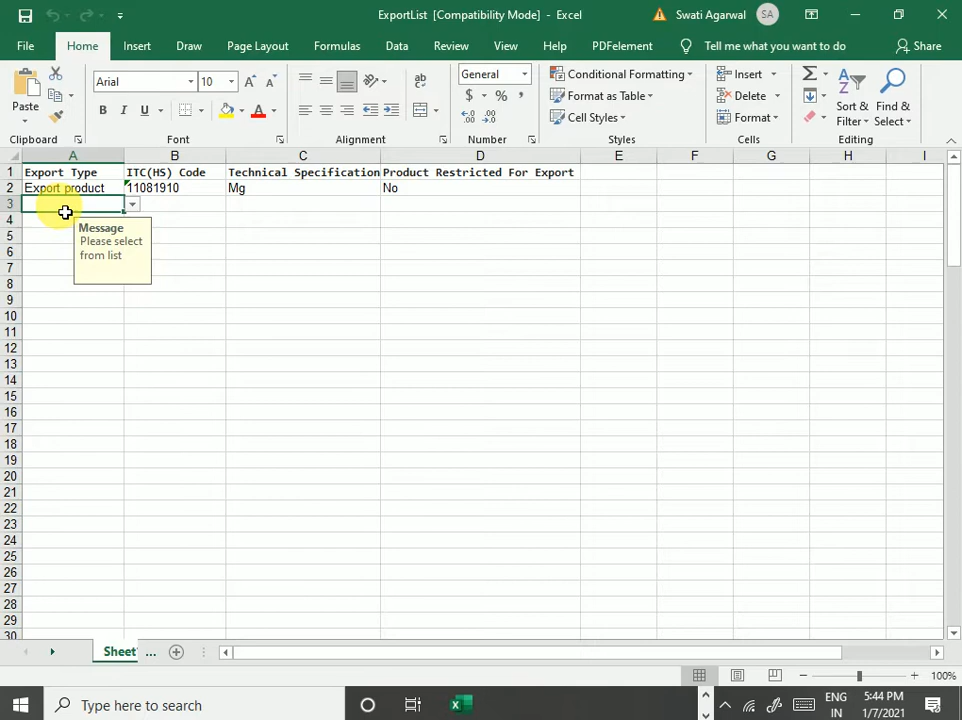 ExportList [Compatibility Mode] - Excel
Swati Agarwal
SA
File Home Insert Draw Page Layout Formulas Data Review View Help PDFelement Tell me what you want to do Share
Paste
Arial 10
B I U
A
ab
General
$ % ,
Conditional Formatting
Format as Table
Cell Styles
Insert
Delete
Format
Sort & Filter
Find & Select
Clipboard Font Alignment Number Styles Cells Editing
A B C D E F G H I
1 Export Type ITC(HS) Code Technical Specification Product Restricted For Export
2 Export product 11081910 Mg No
3
4
Message
Please select
from list
5
6
7
8
9
10
11
12
13
14
15
16
17
18
19
20
21
22
23
24
25
26
27
28
29
30
Sheet ...
100%
Type here to search
ENG
IN
5:44 PM
1/7/2021